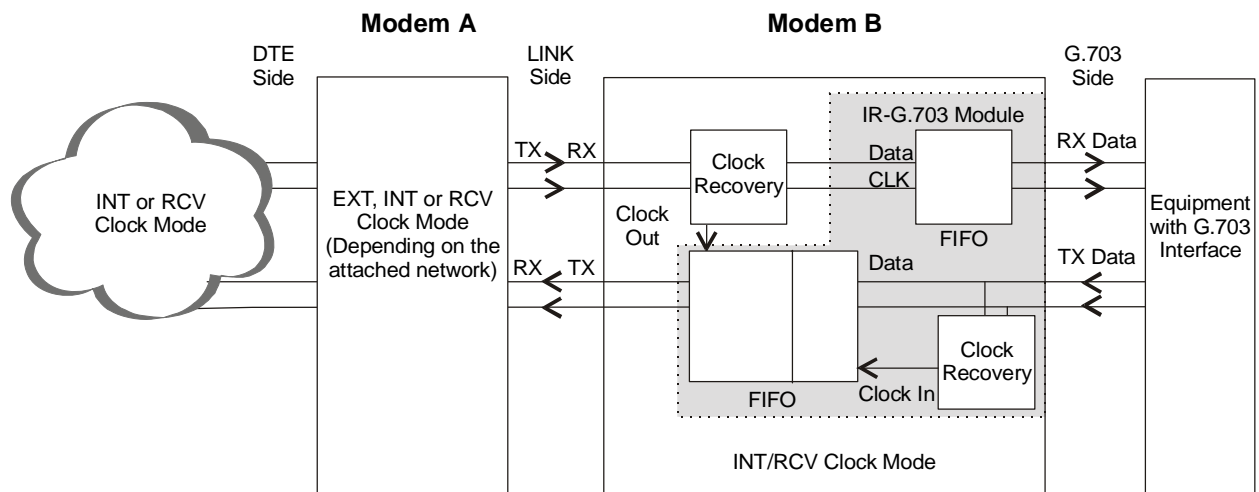 Modem A
Modem B
DTE
Side
LINK
Side
G.703
Side
IR-G.703 Module
TX
RX
Clock
Recovery
Data
CLK
RX Data
INT or RCV
Clock Mode
EXT, INT or RCV
Clock Mode
(Depending on the
attached network)
Clock
Out
FIFO
Equipment
with G.703
Interface
RX
TX
Data
TX Data
Clock
Recovery
Clock In
FIFO
INT/RCV Clock Mode